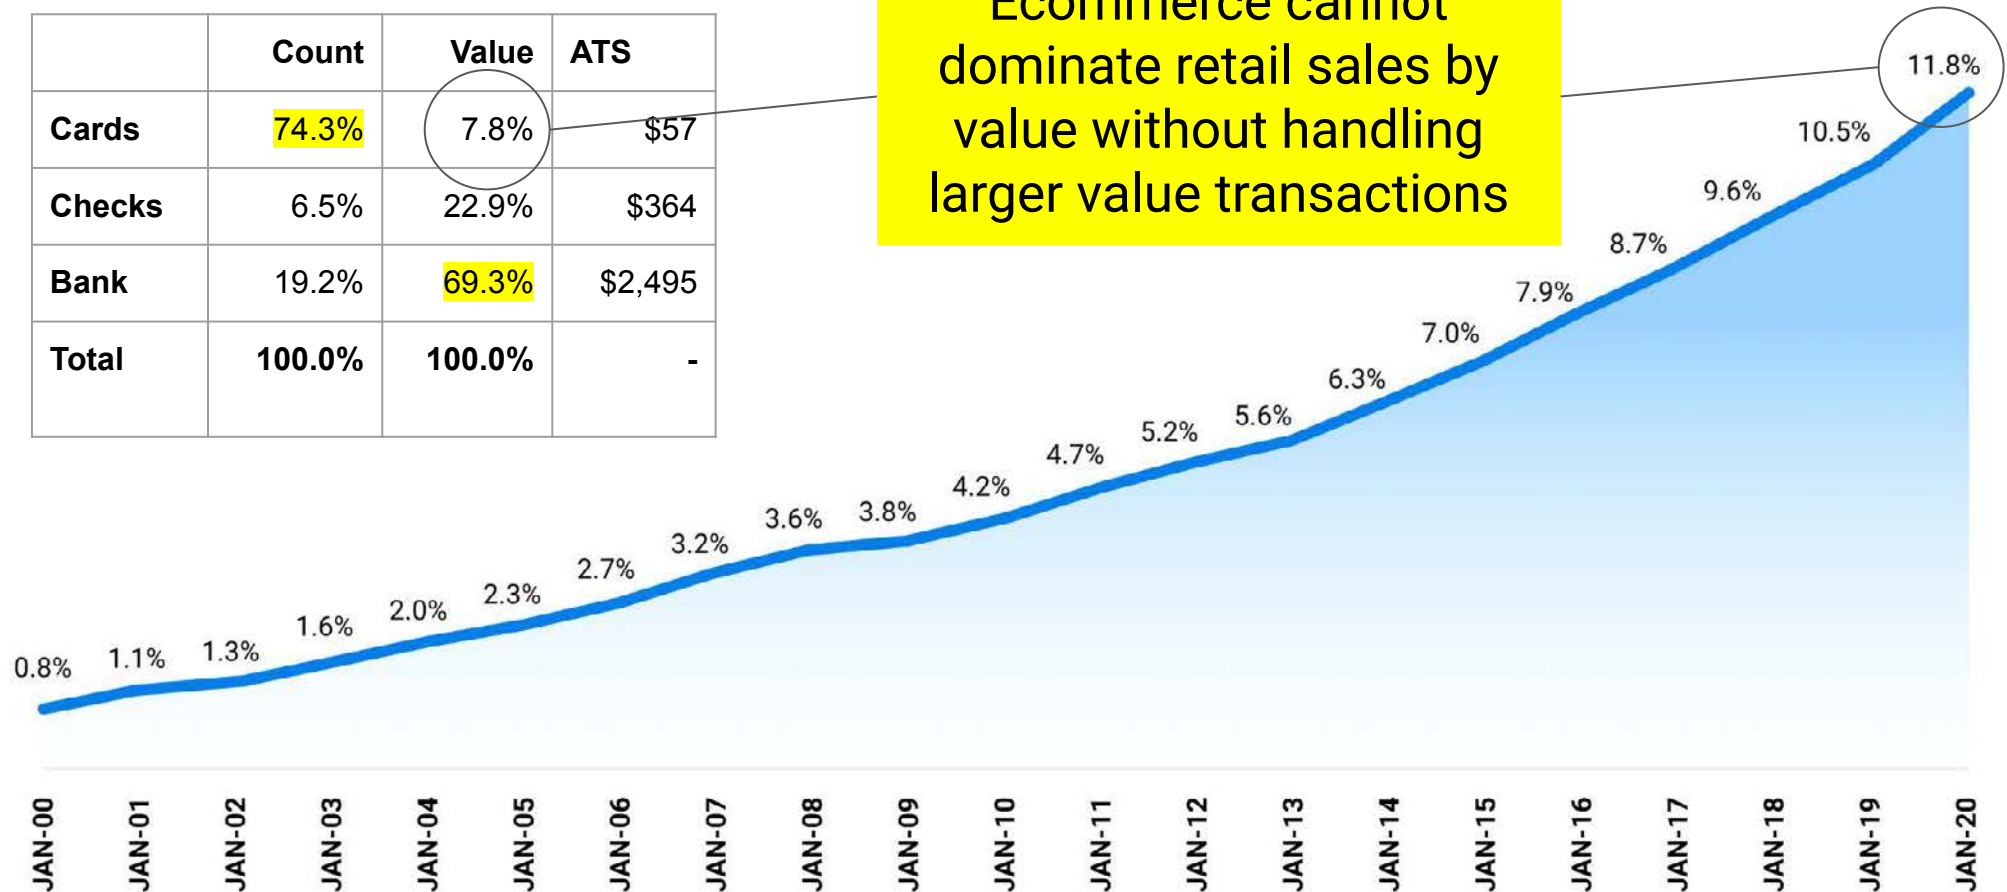 Count Value ATS
Cards 74.3% 7.8% $57
Checks 6.5% 22.9% $364
Bank 19.2% 69.3% $2,495
Total 100.0% 100.0% -
Ecommerce cannot
dominate retail sales by
value without handling
larger value transactions
0.8%
1.1%
1.3%
1.6%
2.0%
2.3%
2.7%
3.2%
3.6%
3.8%
4.2%
4.7%
5.2%
5.6%
6.3%
7.0%
7.9%
8.7%
9.6%
10.5%
11.8%
JAN-00
JAN-01
JAN-02
JAN-03
JAN-04
JAN-05
JAN-06
JAN-07
JAN-08
JAN-09
JAN-10
JAN-11
JAN-12
JAN-13
JAN-14
JAN-15
JAN-16
JAN-17
JAN-18
JAN-19
JAN-20